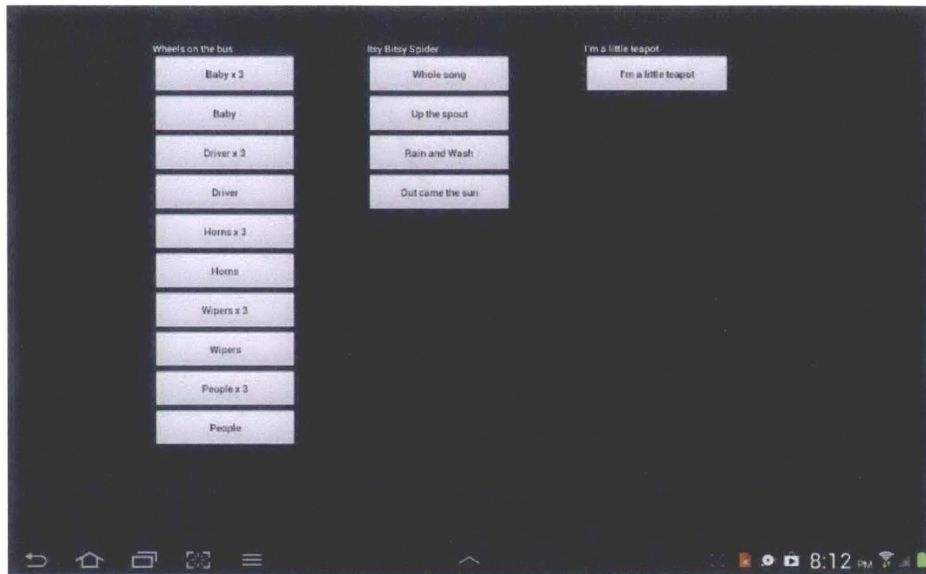 Wheels on the bus
Baby x 3
Baby
Driver x 3
Driver
Horns x 3
Horns
Wipers x 3
Wipers
People x 3
People
Itsy Bitsy Spider
Whole song
Up the spout
Rain and Wash
Out came the sun
I'm a little teapot
I'm a little teapot
8:12 PM